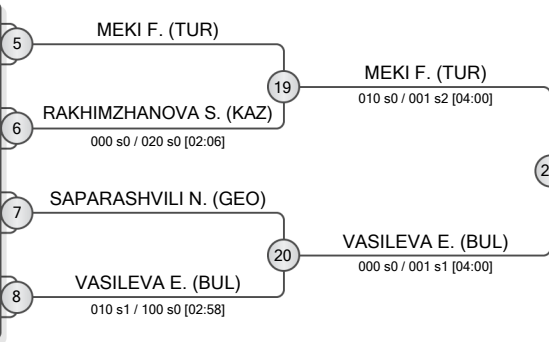 MEKI F. (TUR)
5
19
MEKI F. (TUR)
010 s0 / 001 s2 [04:00]
RAKHIMZHANOVA S. (KAZ)
6
000 s0 / 020 s0 [02:06]
SAPARASHVILI N. (GEO)
7
20
VASILEVA E. (BUL)
000 s0 / 001 s1 [04:00]
VASILEVA E. (BUL)
8
010 s1 / 100 s0 [02:58]